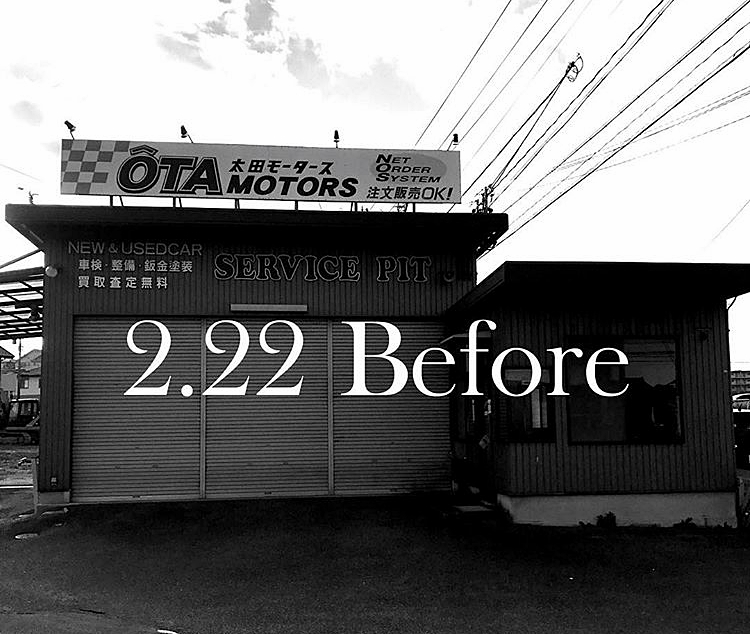 ÔTA
太田モータース
MOTORS
NET
ORDER
SYSTEM
注文販売OK!
NEW & USEDCAR
車検・整備・鈑金塗装
買取査定無料
SERVICE PIT
2.22 Before